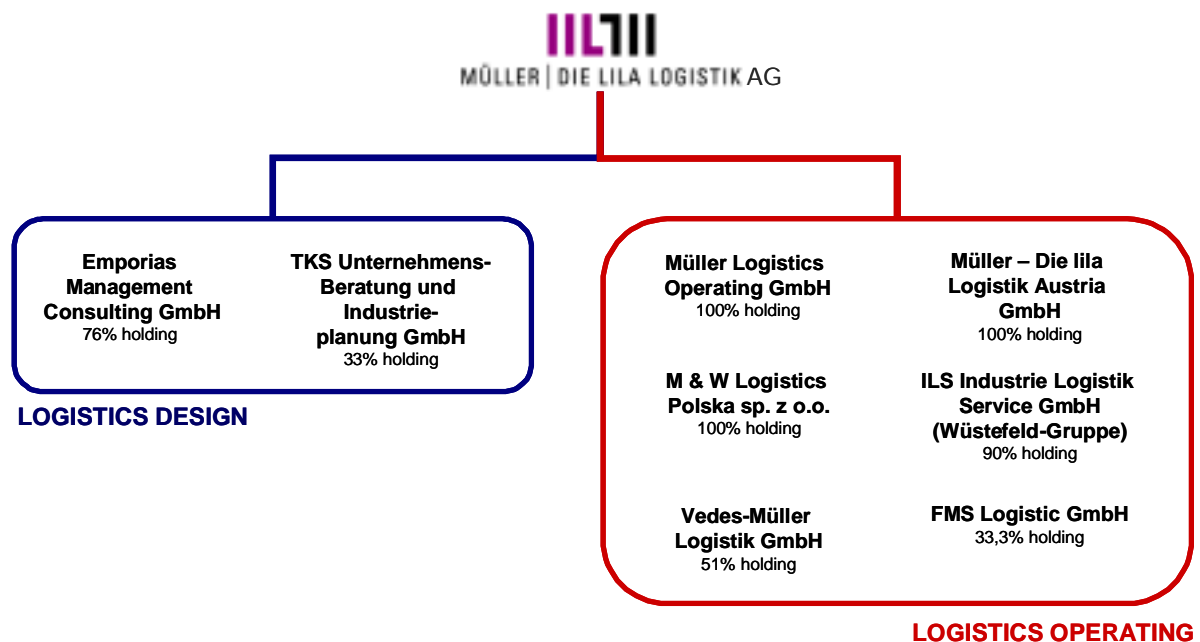 MÜLLER | DIE LILA LOGISTIK AG
Emporias
Management
Consulting GmbH
76% holding
TKS Unternehmens-
Beratung und
Industrie-
planung GmbH
33% holding
LOGISTICS DESIGN
Müller Logistics
Operating GmbH
100% holding
Müller – Die lila
Logistik Austria
GmbH
100% holding
M & W Logistics
Polska sp. z o.o.
100% holding
ILS Industrie Logistik
Service GmbH
(Wüstefeld-Gruppe)
90% holding
Vedes-Müller
Logistik GmbH
51% holding
FMS Logistic GmbH
33,3% holding
LOGISTICS OPERATING